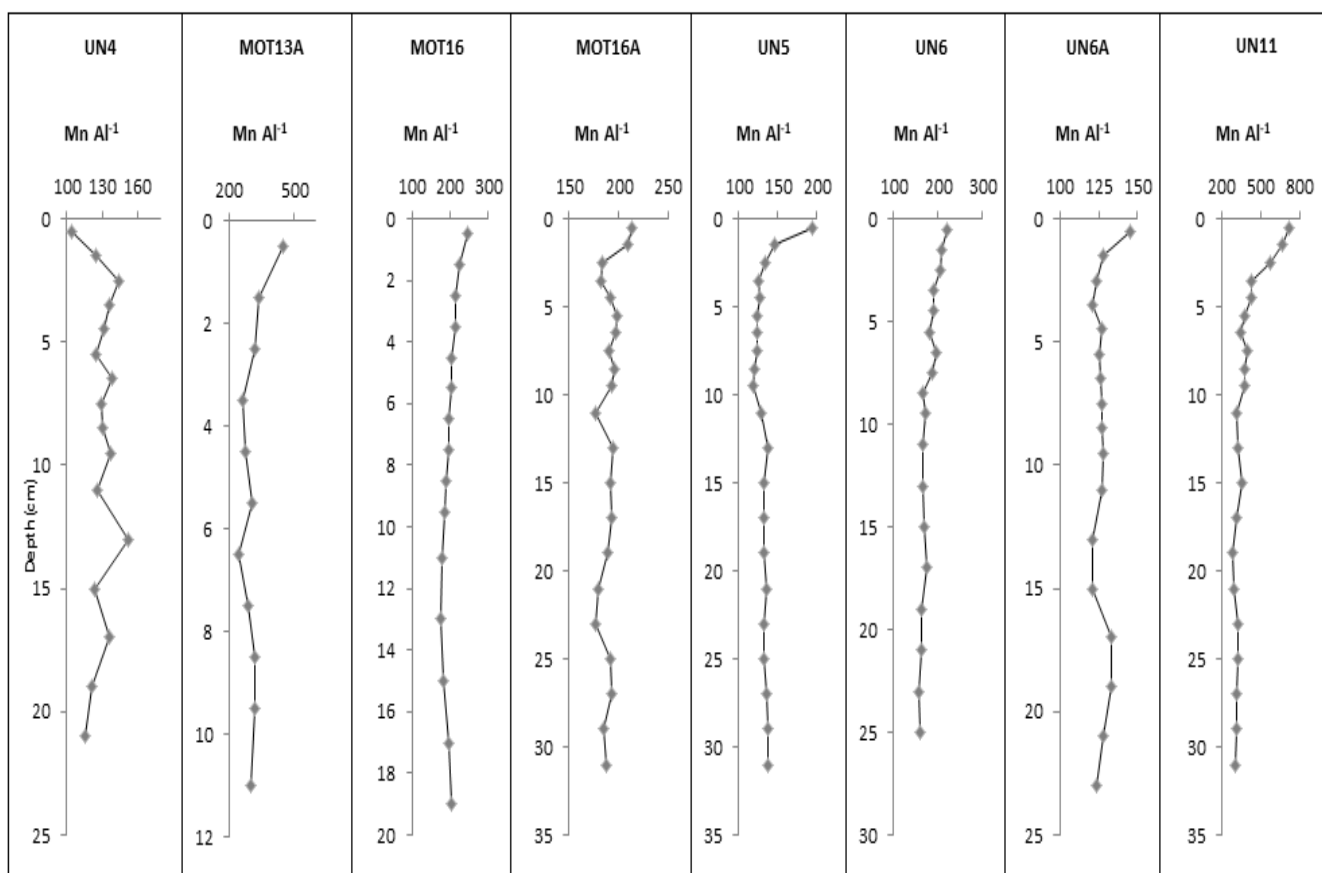 UN4 MOT13A MOT16 MOT16A UN5 UN6 UN6A UN11
Mn Al⁻¹ Mn Al⁻¹ Mn Al⁻¹ Mn Al⁻¹ Mn Al⁻¹ Mn Al⁻¹ Mn Al⁻¹ Mn Al⁻¹
100 130 160 200 500 100 200 300 150 200 250 100 150 200 100 200 300 100 125 150 200 500 800
Depth (cm)
0 5 10 15 20 25
0 2 4 6 8 10 12
0 2 4 6 8 10 12 14 16 18 20
0 5 10 15 20 25 30 35
0 5 10 15 20 25 30 35
0 5 10 15 20 25 30
0 5 10 15 20 25
0 5 10 15 20 25 30 35